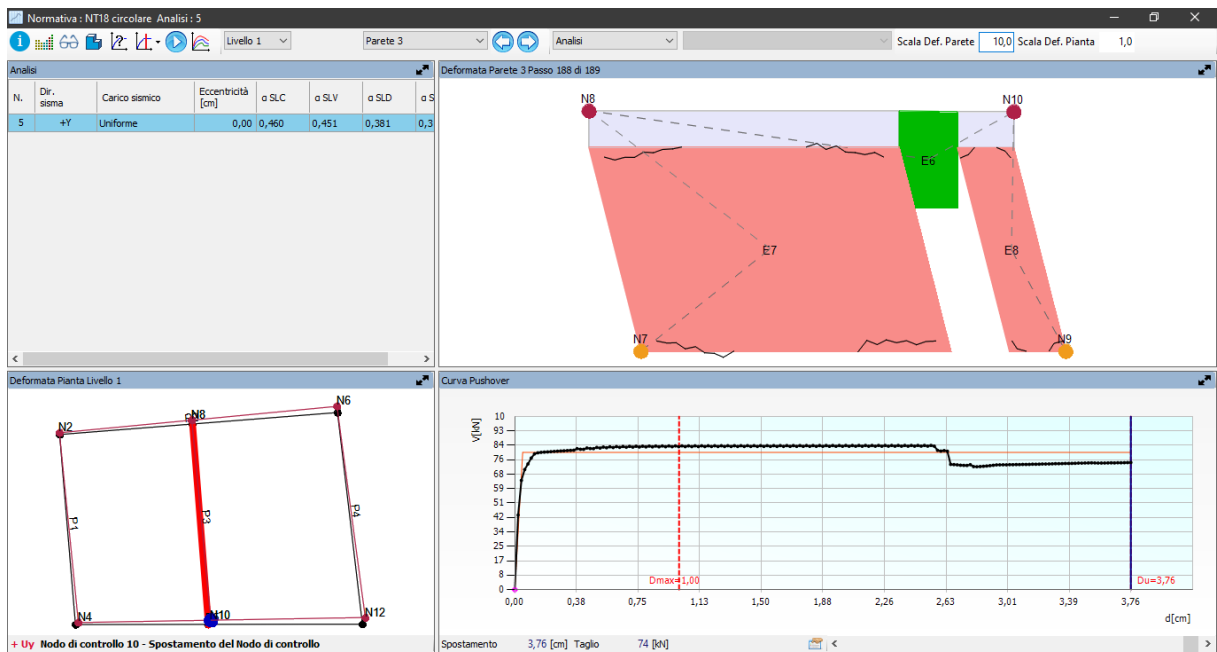 Normativa : NT18 circolare Analisi : 5
Livello 1 Parete 3 Analisi Scala Def. Parete 10,0 Scala Def. Pianta 1,0
Analisi
N. Dir. sisma Carico sismico Eccentricità [cm] α SLC α SLV α SLD α S
5 +Y Uniforme 0,00 0,460 0,451 0,381 0,3
Deformata Parete 3 Passo 188 di 189
N8 N10
E6
E7 E8
N7 N9
Deformata Pianta Livello 1
N6
N8
N2
P1 P3 P4
N4 N10 N12
+ Uy Nodo di controllo 10 - Spostamento del Nodo di controllo
Curva Pushover
V[kN]
10
93
84
76
68
59
51
42
34
25
17
8
0
Dmax=1,00 Du=3,76
0,00 0,38 0,75 1,13 1,50 1,88 2,26 2,63 3,01 3,39 3,76
d[cm]
Spostamento 3,76 [cm] Taglio 74 [kN]